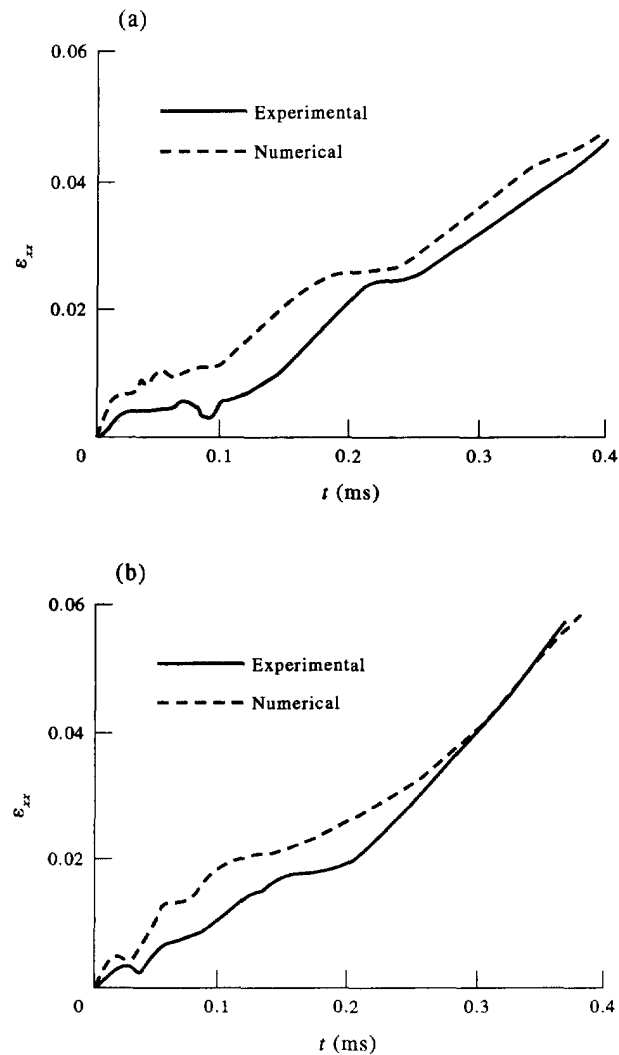 (a)
0.06
Experimental
Numerical
0.04
εxx
0.02
0
0.1
0.2
0.3
0.4
t (ms)
(b)
0.06
Experimental
Numerical
0.04
εxx
0.02
0
0.1
0.2
0.3
0.4
t (ms)